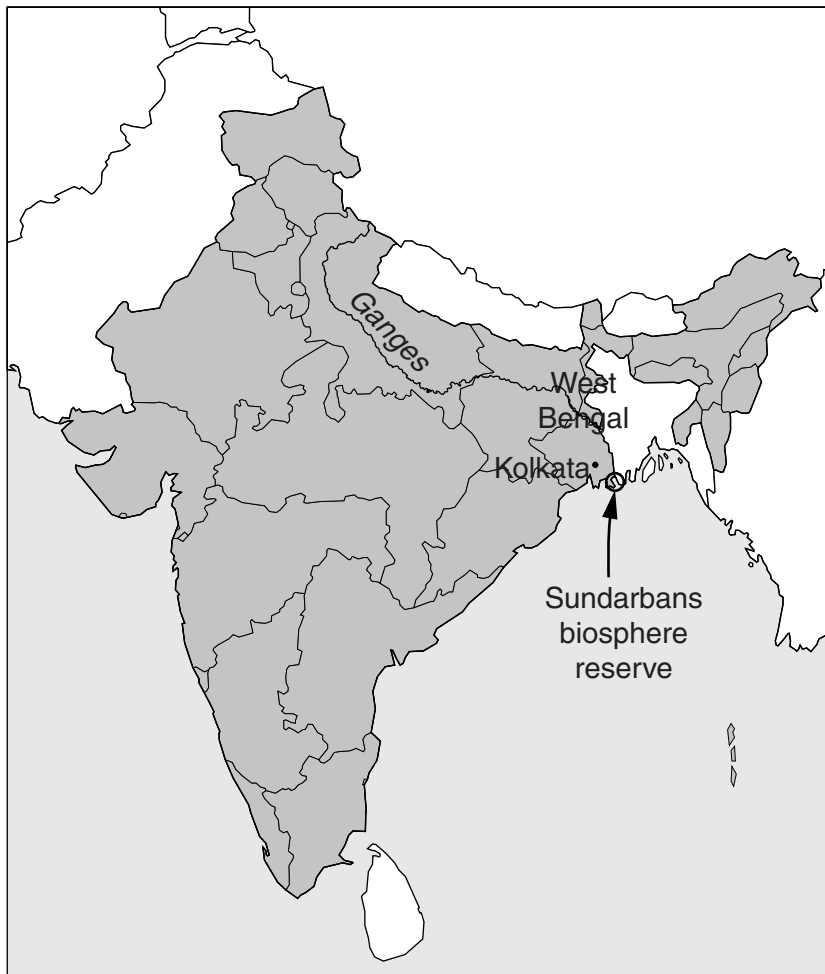 Ganges
West
Bengal
Kolkata
Sundarbans
biosphere
reserve